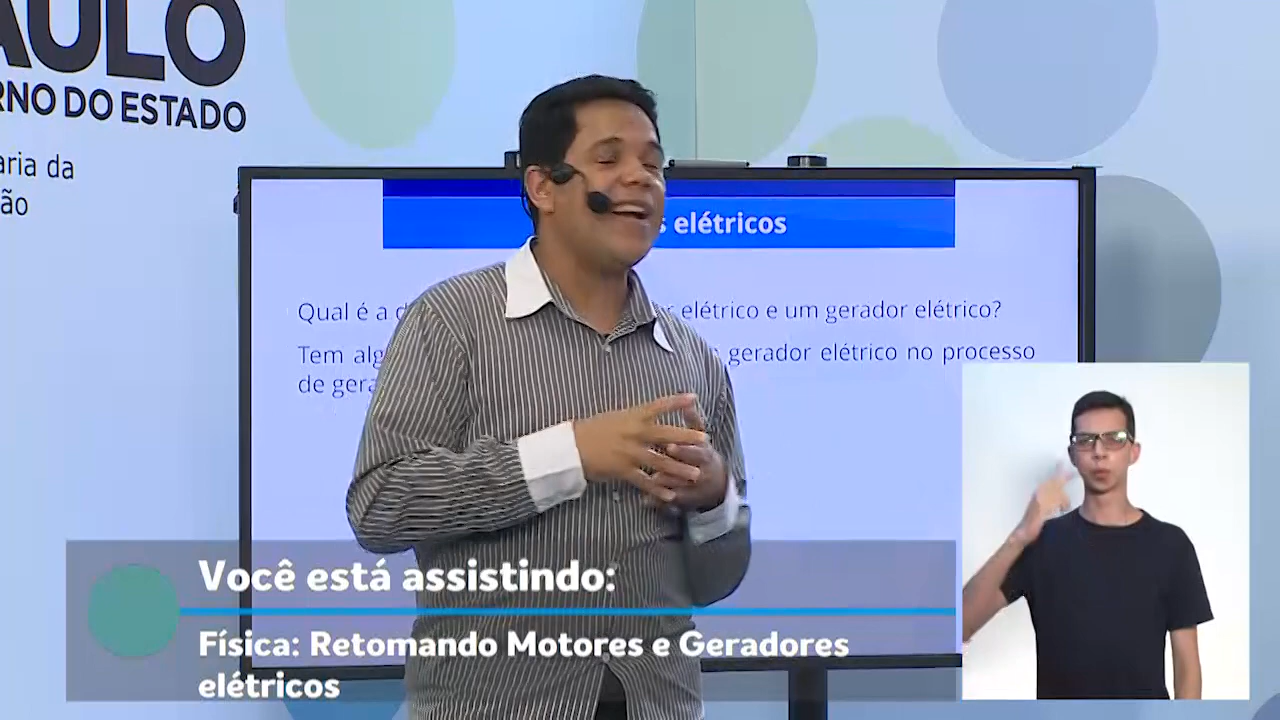 AULO
RNO DO ESTADO
aria da
ão
s elétricos
Qual é a d r elétrico e um gerador elétrico?
Tem alg gerador elétrico no processo
de gera
Você está assistindo:
Física: Retomando Motores e Geradores
elétricos